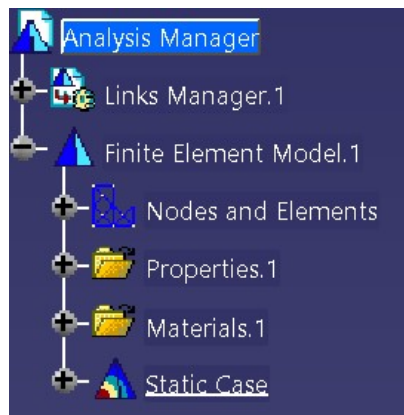 Analysis Manager
Links Manager.1
Finite Element Model.1
Nodes and Elements
Properties.1
Materials.1
Static Case